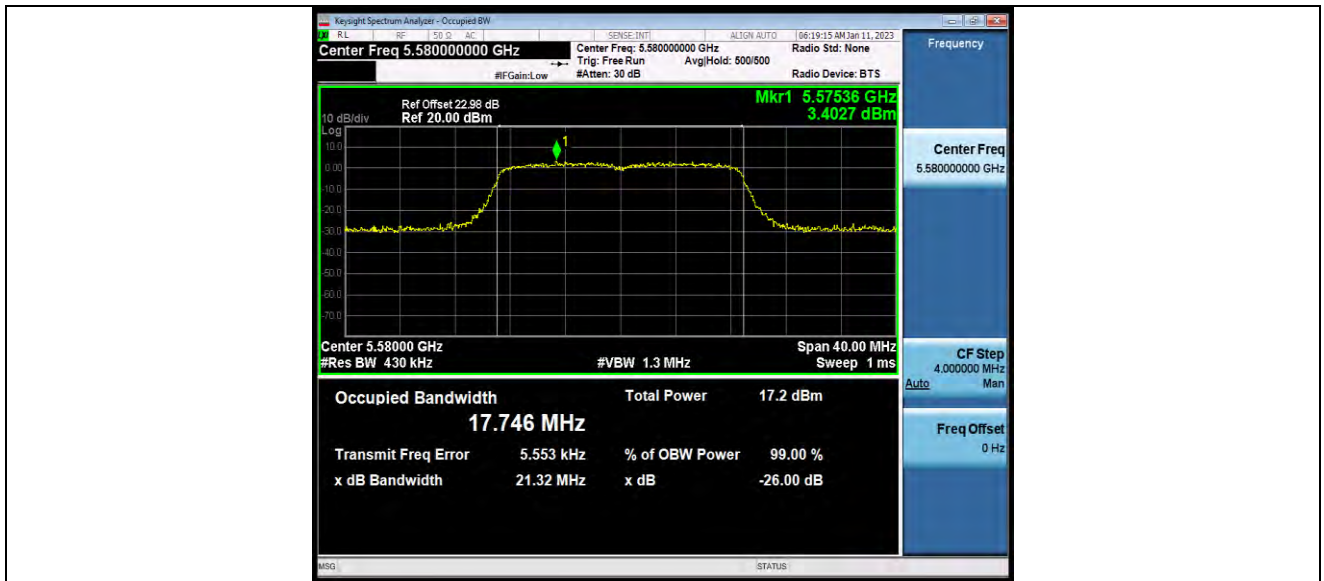 Keysight Spectrum Analyzer - Occupied BW
RL RF 50 Ω AC SENSE:INT ALIGN AUTO 06:19:15 AM Jan 11, 2023
Center Freq 5.580000000 GHz
Center Freq: 5.580000000 GHz Radio Std: None
Trig: Free Run Avg|Hold: 500/500
#IFGain:Low #Atten: 30 dB Radio Device: BTS
Frequency
Mkr1 5.57536 GHz
3.4027 dBm
Ref Offset 22.98 dB
10 dB/div Ref 20.00 dBm
Log
1
10.0
0.00
-10.0
-20.0
-30.0
-40.0
-50.0
-60.0
-70.0
Center 5.58000 GHz Span 40.00 MHz
#Res BW 430 kHz #VBW 1.3 MHz Sweep 1 ms
Occupied Bandwidth Total Power 17.2 dBm
17.746 MHz
Transmit Freq Error 5.553 kHz % of OBW Power 99.00 %
x dB Bandwidth 21.32 MHz x dB -26.00 dB
Center Freq
5.580000000 GHz
CF Step
4.000000 MHz
Auto Man
Freq Offset
0 Hz
MSG STATUS